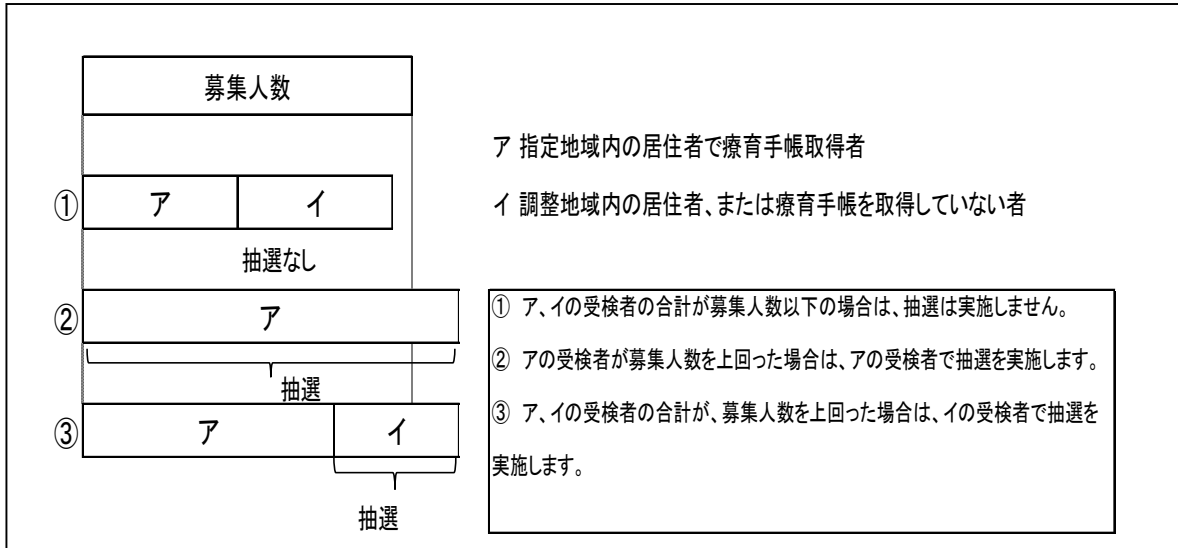 募集人数
ア 指定地域内の居住者で療育手帳取得者
① ア イ
イ 調整地域内の居住者、または療育手帳を取得していない者
抽選なし
② ア
抽選
③ ア イ
抽選
① ア、イの受検者の合計が募集人数以下の場合は、抽選は実施しません。
② アの受検者が募集人数を上回った場合は、アの受検者で抽選を実施します。
③ ア、イの受検者の合計が、募集人数を上回った場合は、イの受検者で抽選を
実施します。